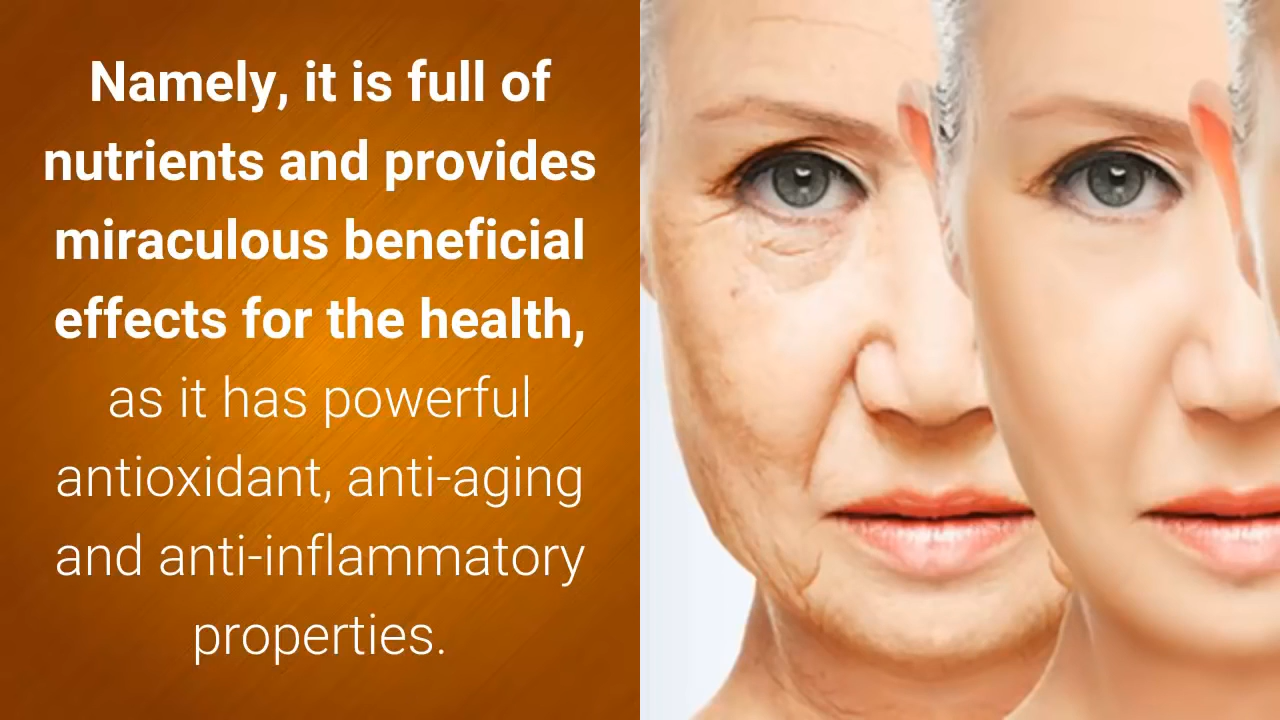 Namely, it is full of
nutrients and provides
miraculous beneficial
effects for the health,
as it has powerful
antioxidant, anti-aging
and anti-inflammatory
properties.